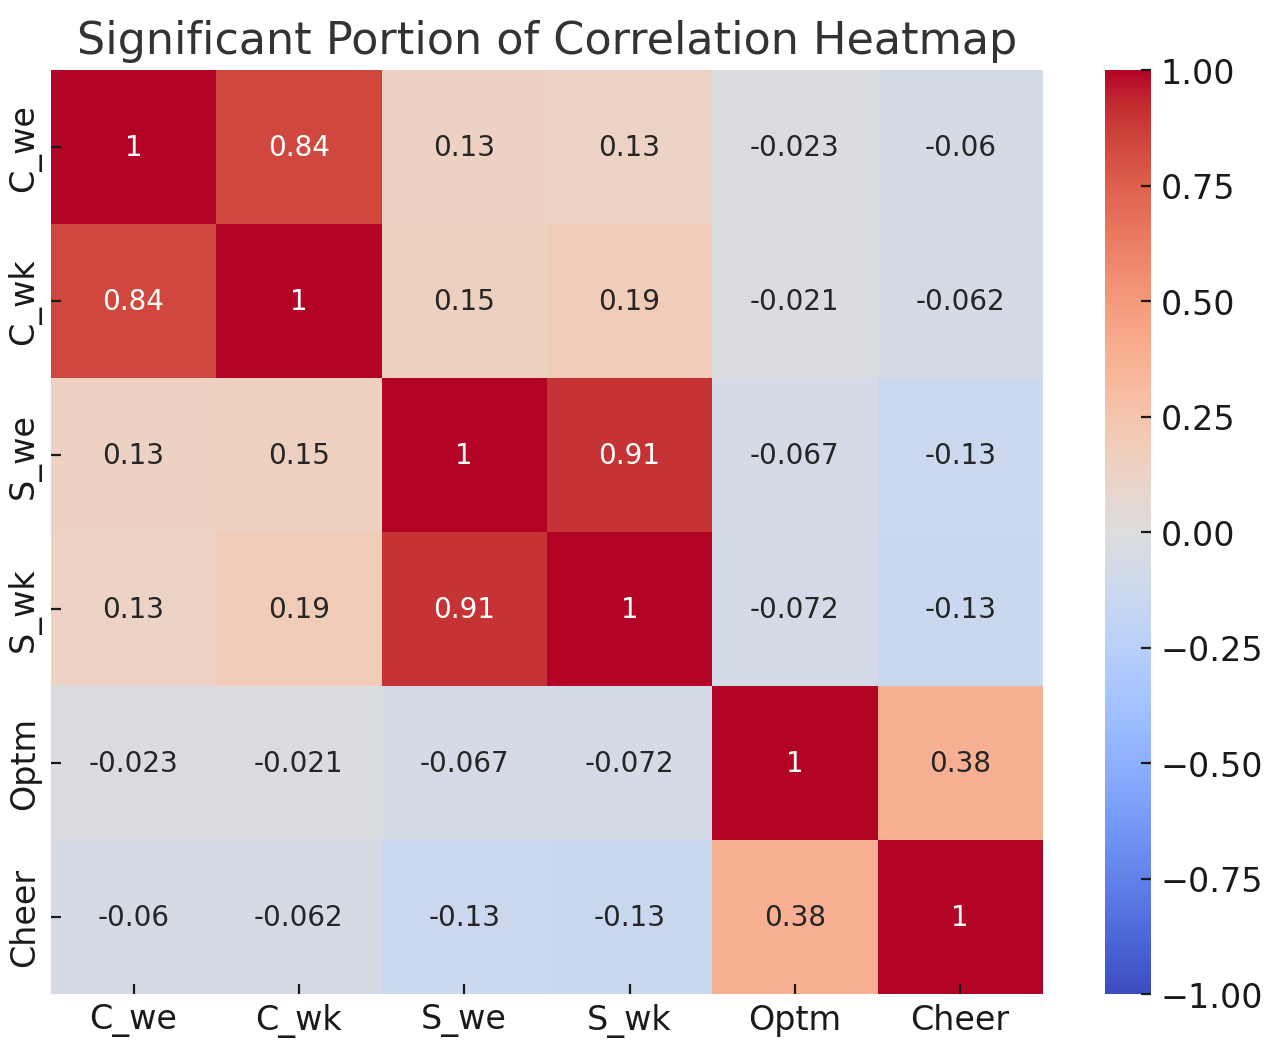 Significant Portion of Correlation Heatmap
C_we 1 0.84 0.13 0.13 -0.023 -0.06
C_wk 0.84 1 0.15 0.19 -0.021 -0.062
S_we 0.13 0.15 1 0.91 -0.067 -0.13
S_wk 0.13 0.19 0.91 1 -0.072 -0.13
Optm -0.023 -0.021 -0.067 -0.072 1 0.38
Cheer -0.06 -0.062 -0.13 -0.13 0.38 1
C_we C_wk S_we S_wk Optm Cheer
1.00
0.75
0.50
0.25
0.00
−0.25
−0.50
−0.75
−1.00